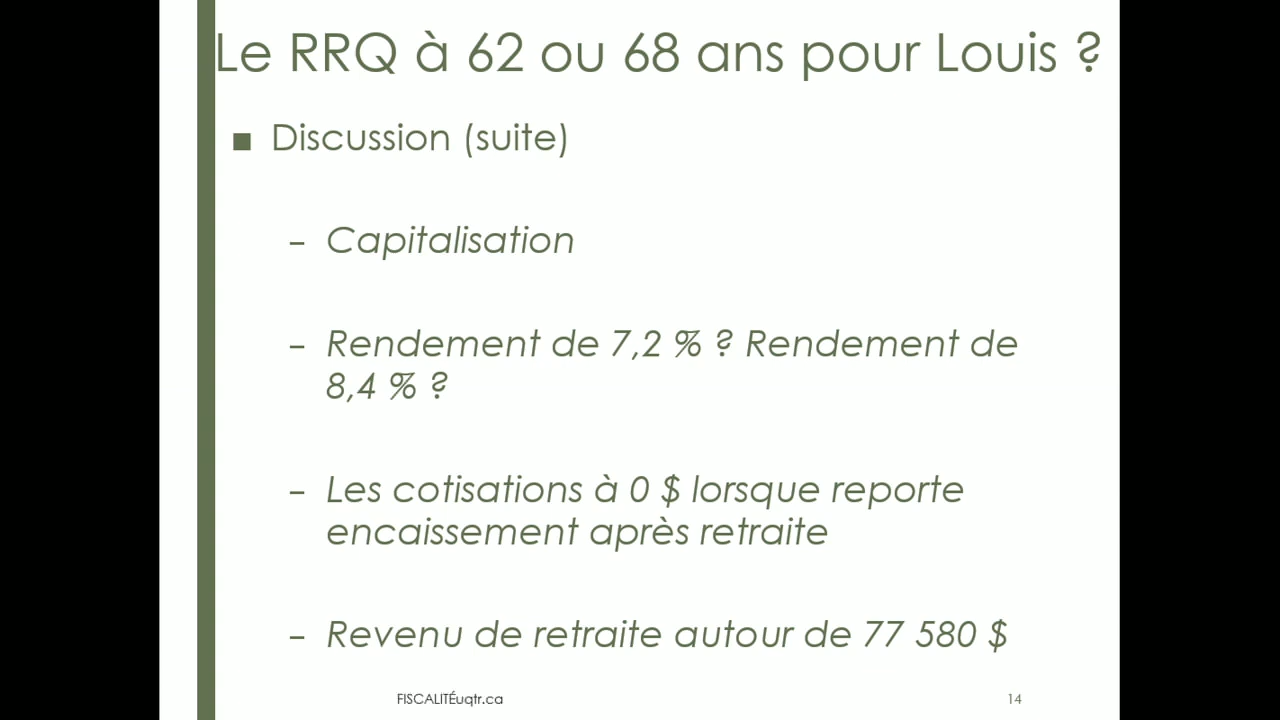 Le RRQ à 62 ou 68 ans pour Louis ?
■ Discussion (suite)
– Capitalisation
– Rendement de 7,2 % ? Rendement de
8,4 % ?
– Les cotisations à 0 $ lorsque reporte
encaissement après retraite
– Revenu de retraite autour de 77 580 $
FISCALITÉuqtr.ca
14